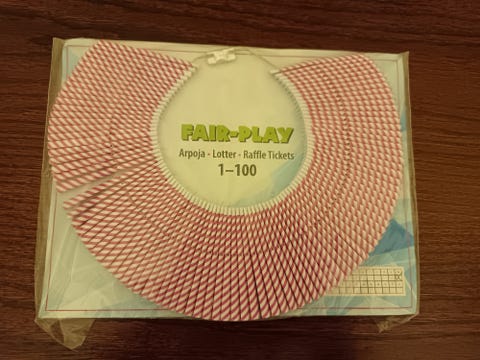 FAIR-PLAY
Arpoja - Lotter - Raffle Tickets
1–100